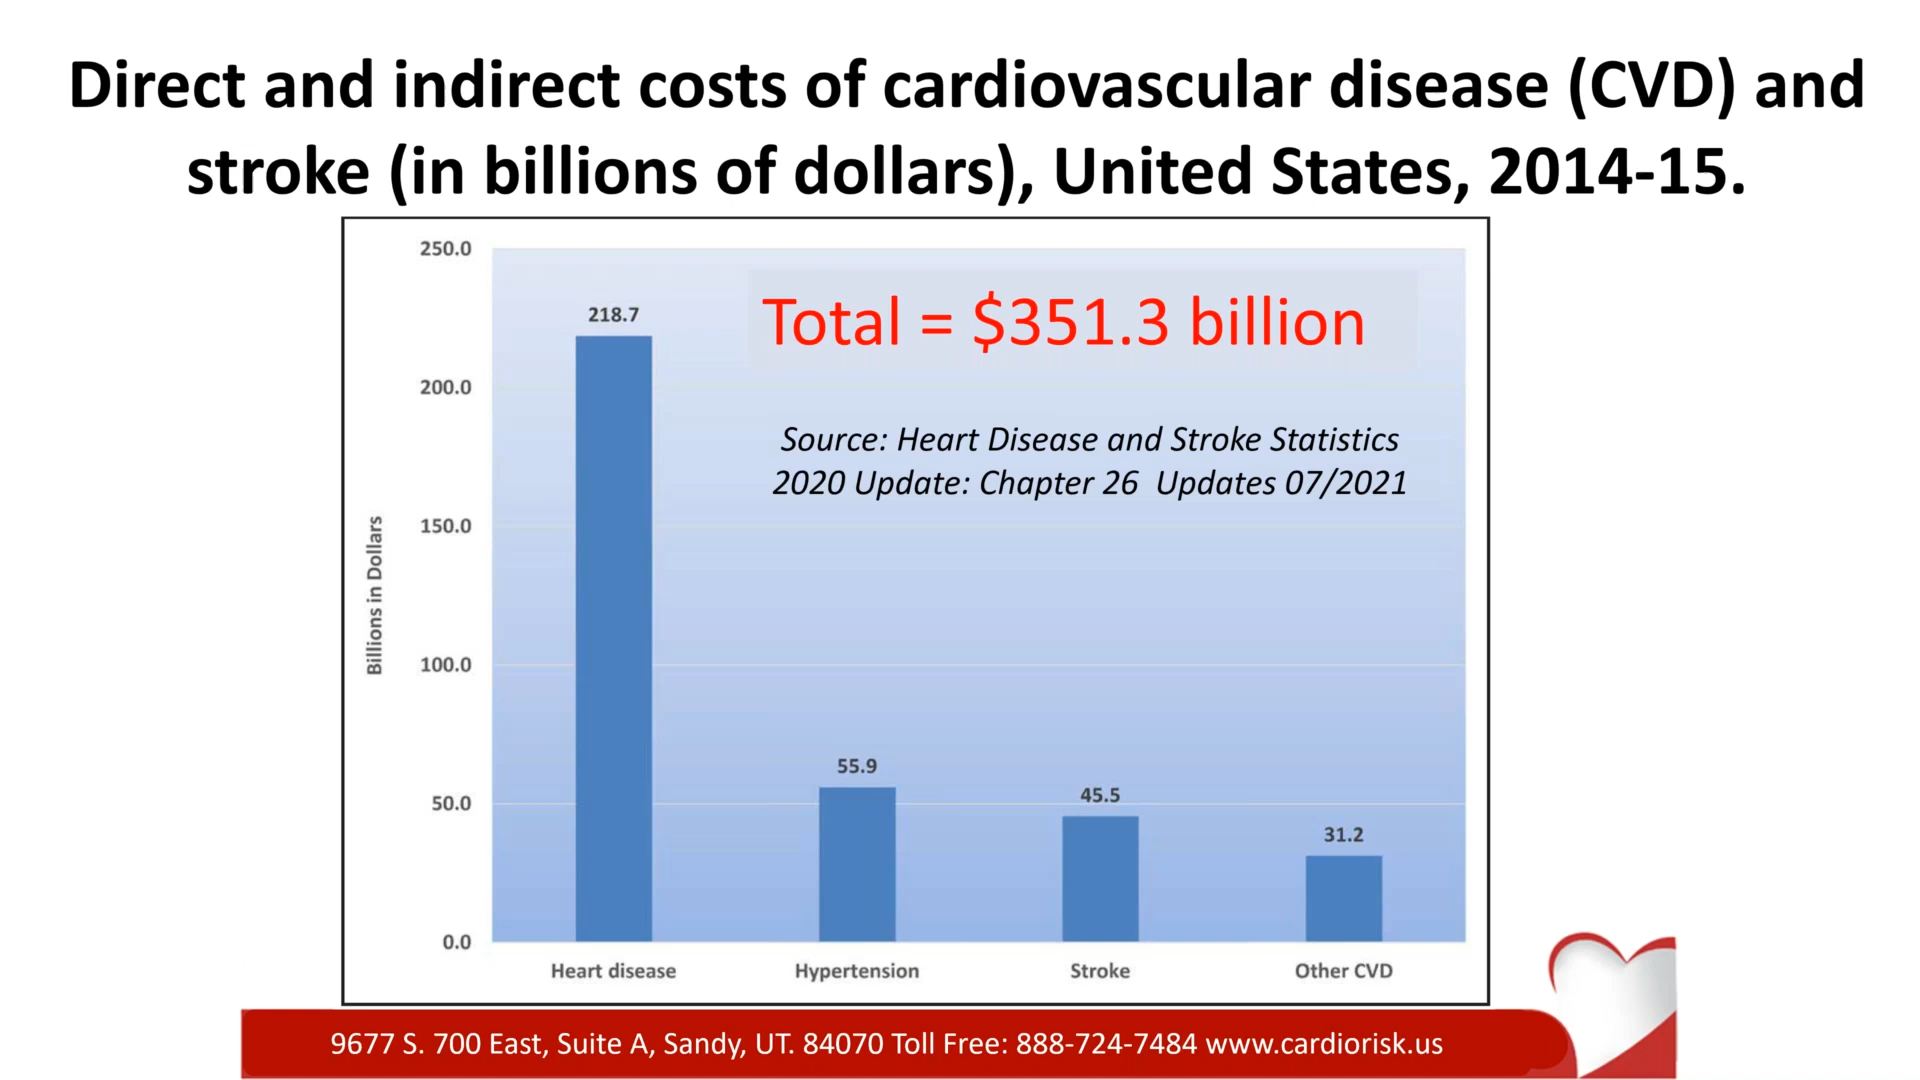 Direct and indirect costs of cardiovascular disease (CVD) and
stroke (in billions of dollars), United States, 2014-15.
250.0
200.0
150.0
100.0
50.0
0.0
Billions in Dollars
218.7
55.9
45.5
31.2
Total = $351.3 billion
Source: Heart Disease and Stroke Statistics
2020 Update: Chapter 26  Updates 07/2021
Heart disease
Hypertension
Stroke
Other CVD
9677 S. 700 East, Suite A, Sandy, UT. 84070 Toll Free: 888-724-7484 www.cardiorisk.us